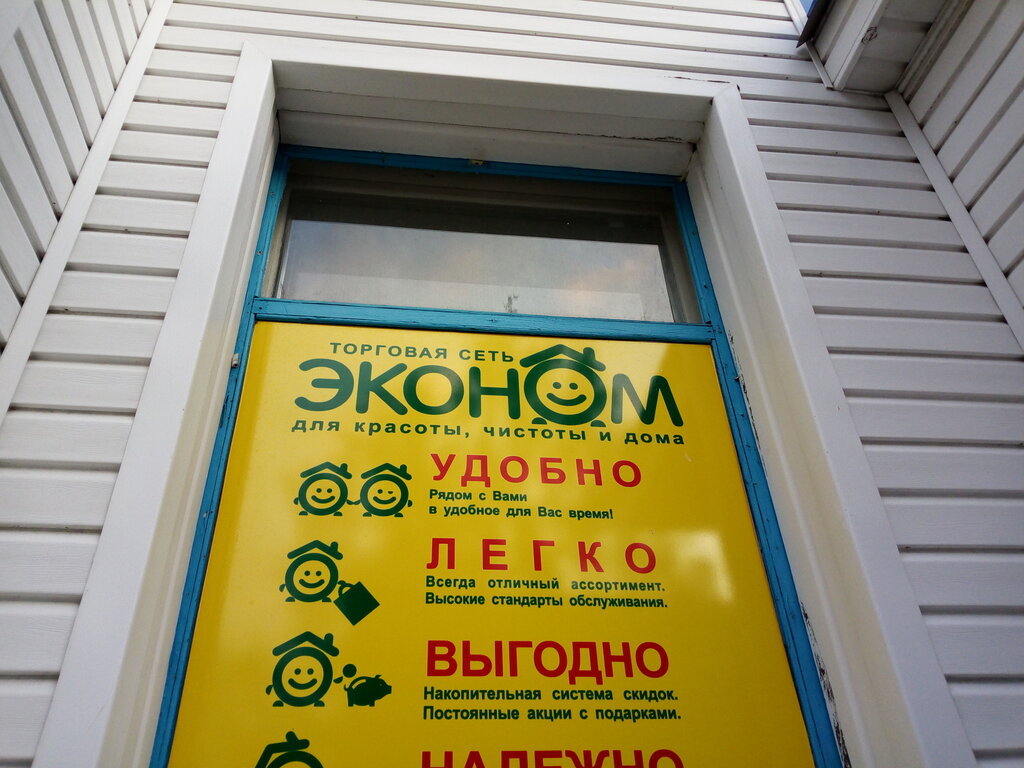 ТОРГОВАЯ СЕТЬ
ЭКОНОМ
для красоты, чистоты и дома
УДОБНО
Рядом с Вами
в удобное для Вас время!
ЛЕГКО
Всегда отличный ассортимент.
Высокие стандарты обслуживания.
ВЫГОДНО
Накопительная система скидок.
Постоянные акции с подарками.
НАДЕЖНО